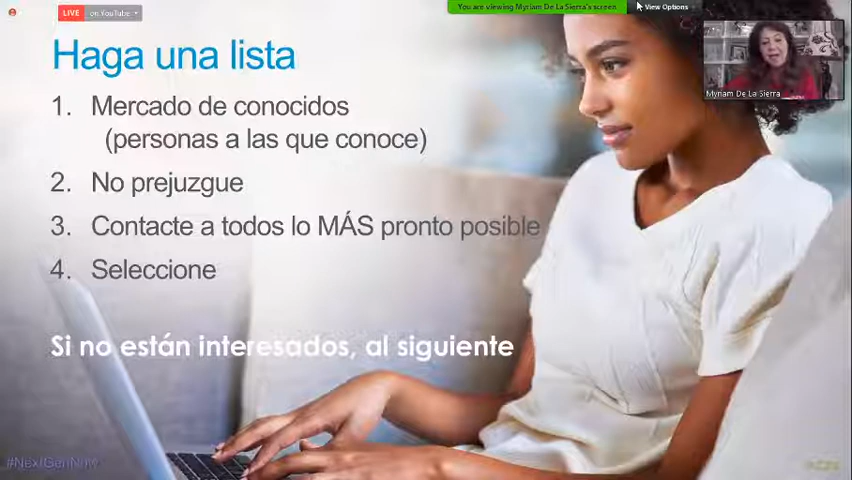 LIVE on YouTube
You are viewing Myriam De La Sierra's screen
View Options
Myriam De La Sierra
Haga una lista
1. Mercado de conocidos
(personas a las que conoce)
2. No prejuzgue
3. Contacte a todos lo MÁS pronto posible
4. Seleccione
Si no están interesados, al siguiente
#NextGenNow